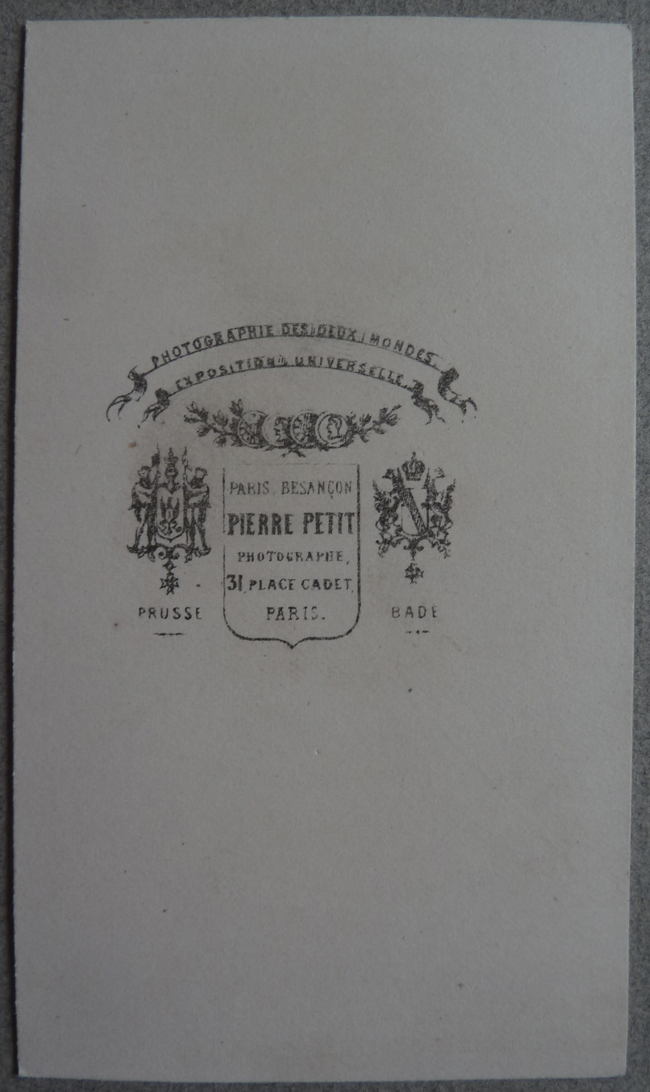 PHOTOGRAPHIE DES DEUX MONDES
EXPOSITION UNIVERSELLE
PARIS, BESANÇON
PIERRE PETIT
PHOTOGRAPHE,
31, PLACE CADET,
PARIS.
PRUSSE
BADE